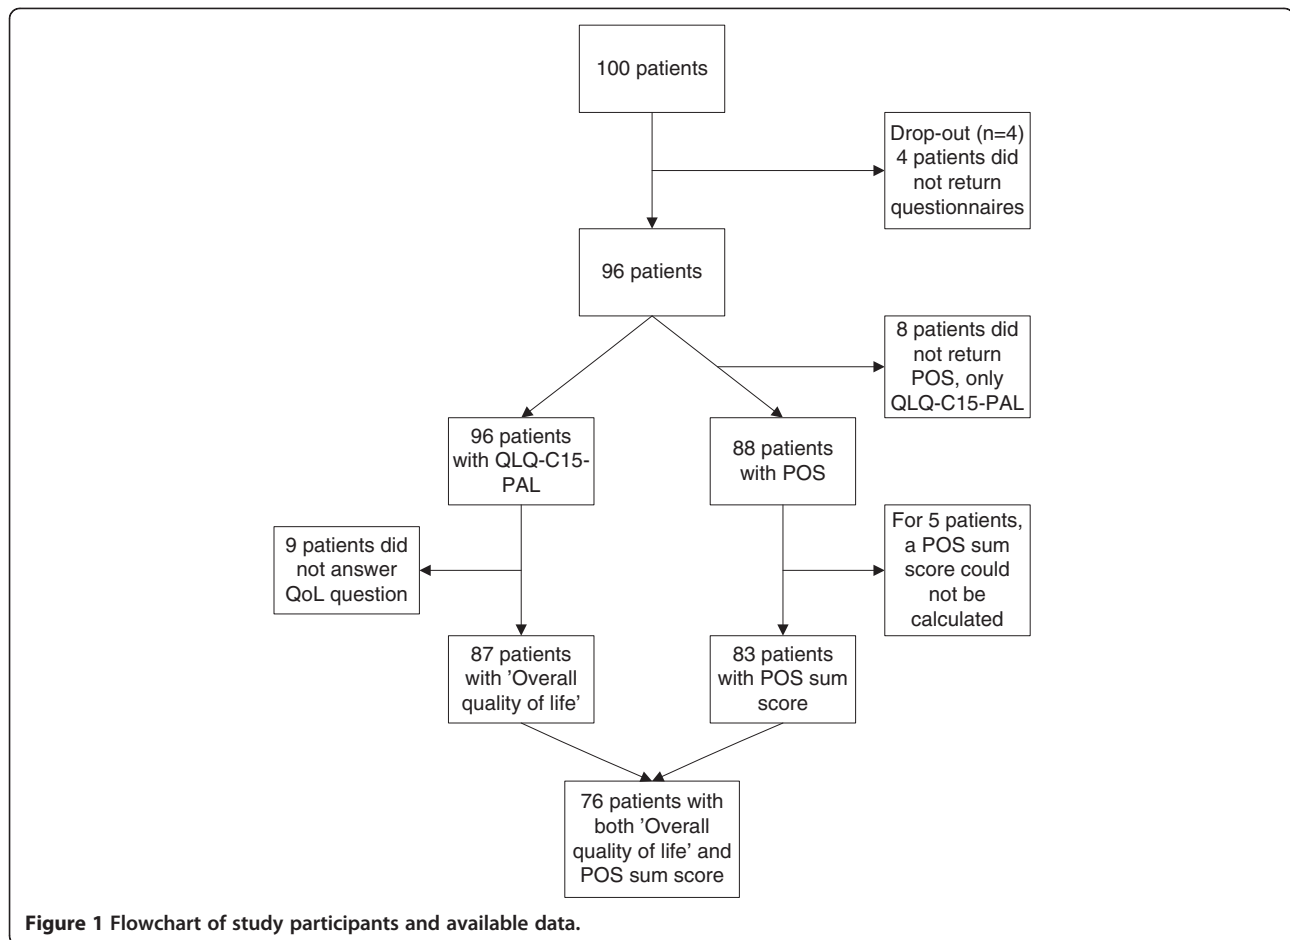 100 patients
Drop-out (n=4)
4 patients did
not return
questionnaires
96 patients
8 patients did
not return
POS, only
QLQ-C15-PAL
96 patients
with QLQ-C15-
PAL
88 patients
with POS
9 patients did
not answer
QoL question
For 5 patients,
a POS sum
score could
not be
calculated
87 patients
with 'Overall
quality of life'
83 patients
with POS sum
score
76 patients with
both 'Overall
quality of life' and
POS sum score
Figure 1 Flowchart of study participants and available data.